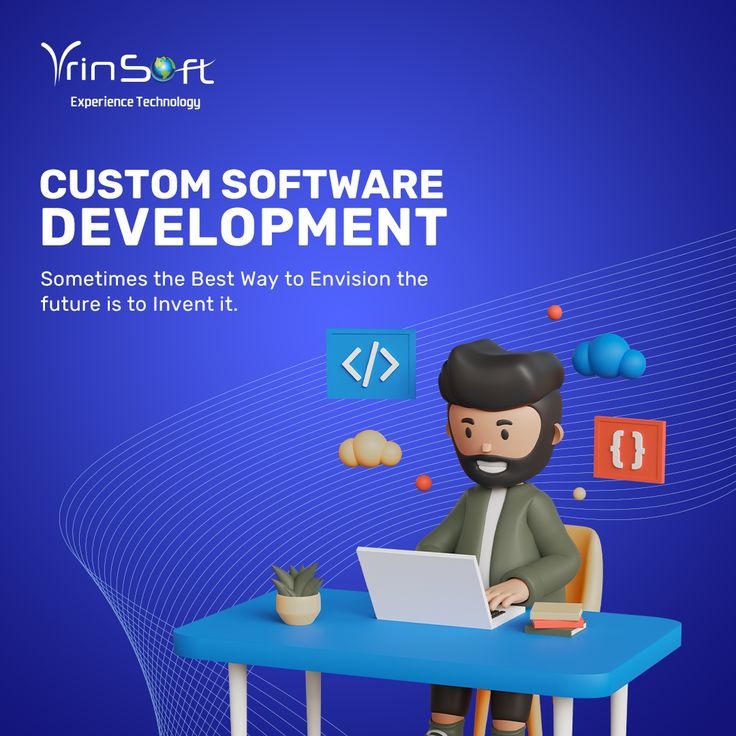 VrinSoft
Experience Technology
CUSTOM SOFTWARE
DEVELOPMENT
Sometimes the Best Way to Envision the
future is to Invent it.
</>
{}